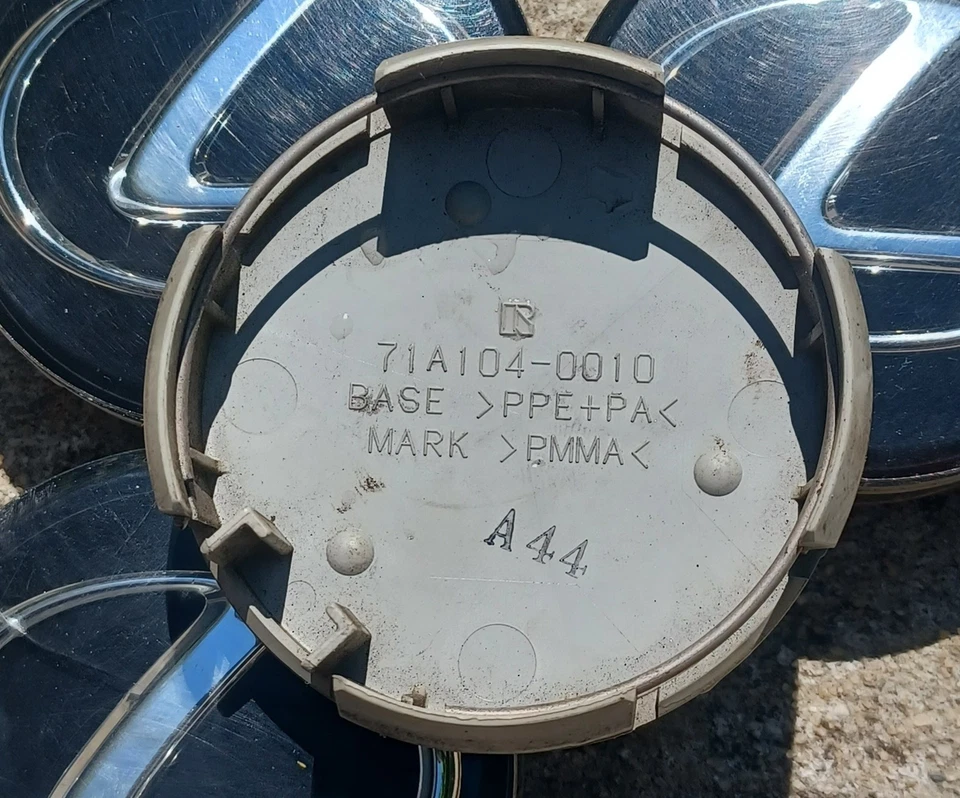 R
71A104-0010
BASE >PPE+PA<
MARK >PMMA<
A44